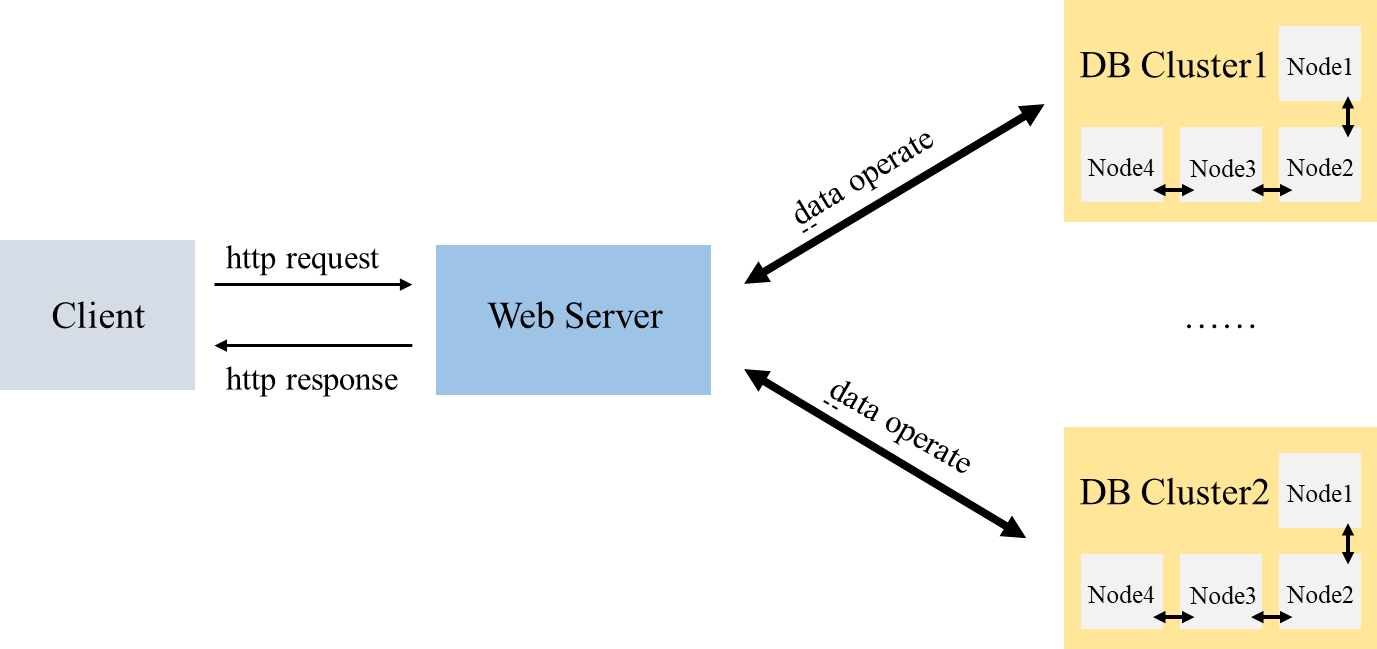 Client
http request
http response
Web Server
data operate
data operate
DB Cluster1
Node1
Node4
Node3
Node2
……
DB Cluster2
Node1
Node4
Node3
Node2